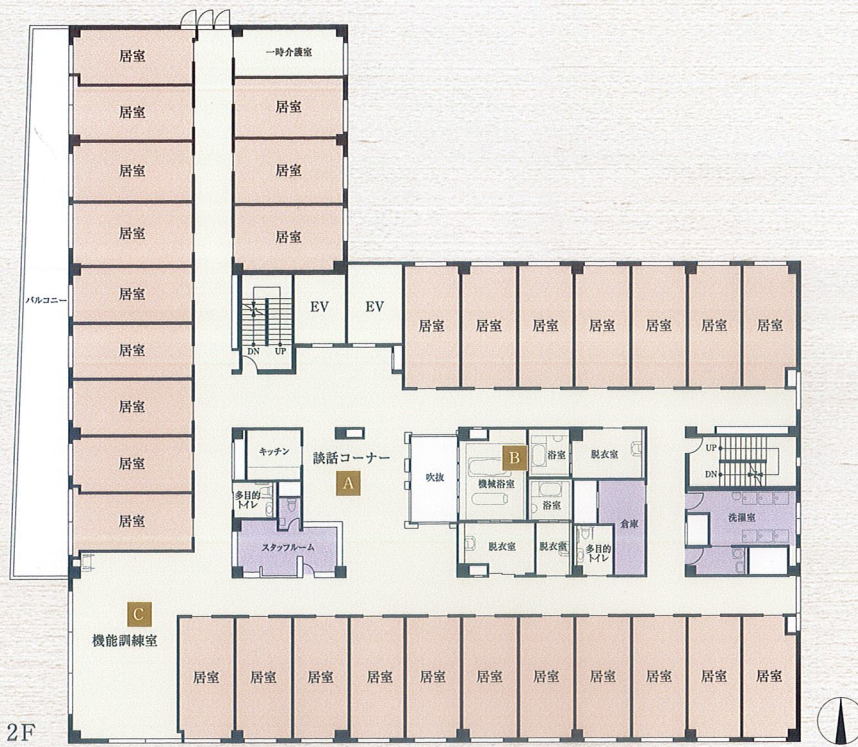 居室
一時介護室
居室
居室
居室
居室
居室
居室
居室
バルコニー
居室
EV
EV
居室
居室
居室
居室
居室
居室
居室
居室
DN
UP
居室
居室
キッチン
談話コーナー
A
吹抜
B
機械浴室
浴室
脱衣室
UP
DN
居室
多目的
トイレ
浴室
倉庫
洗濯室
居室
スタッフルーム
脱衣室
脱衣室
多目的
トイレ
C
機能訓練室
居室
居室
居室
居室
居室
居室
居室
居室
居室
居室
居室
2F